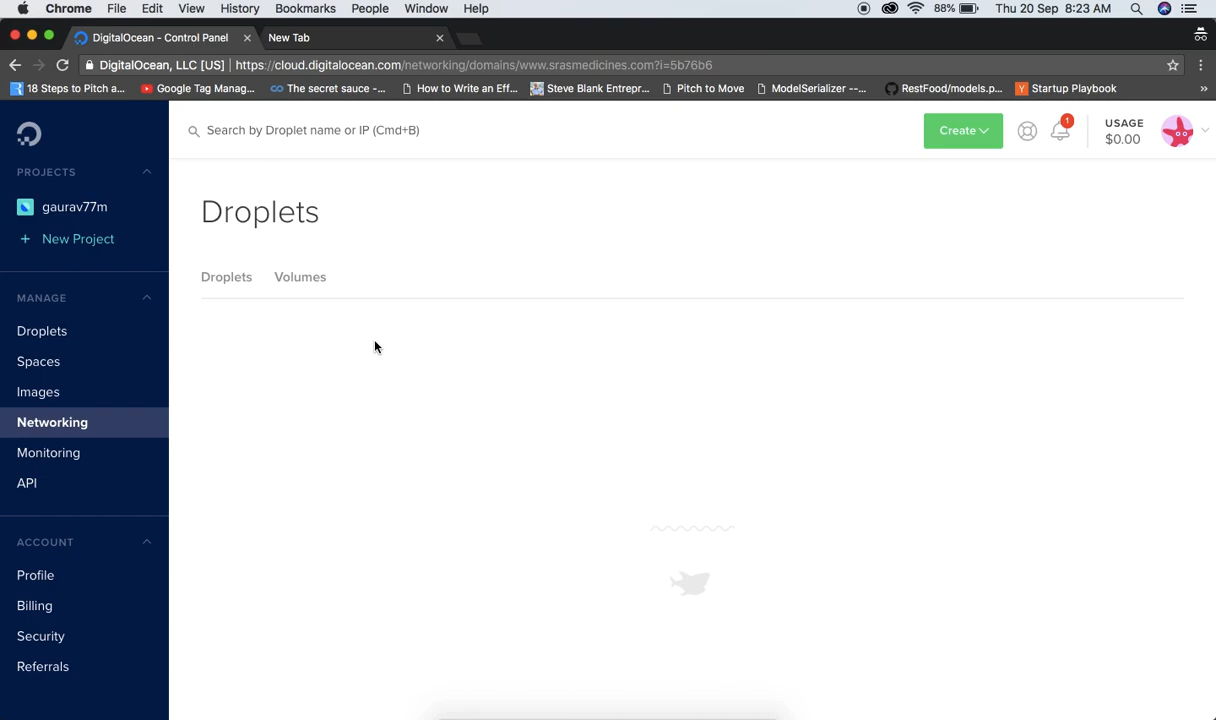 Chrome File Edit View History Bookmarks People Window Help 88% Thu 20 Sep 8:23 AM
DigitalOcean - Control Panel New Tab
DigitalOcean, LLC [US] | https://cloud.digitalocean.com/networking/domains/www.srasmedicines.com?i=5b76b6
18 Steps to Pitch a... Google Tag Manag... The secret sauce -... How to Write an Eff... Steve Blank Entrepr... Pitch to Move ModelSerializer --... RestFood/models.p... Startup Playbook »
Search by Droplet name or IP (Cmd+B) Create 1 USAGE
$0.00
PROJECTS
gaurav77m
+ New Project
MANAGE
Droplets
Spaces
Images
Networking
Monitoring
API
ACCOUNT
Profile
Billing
Security
Referrals
Droplets
Droplets Volumes